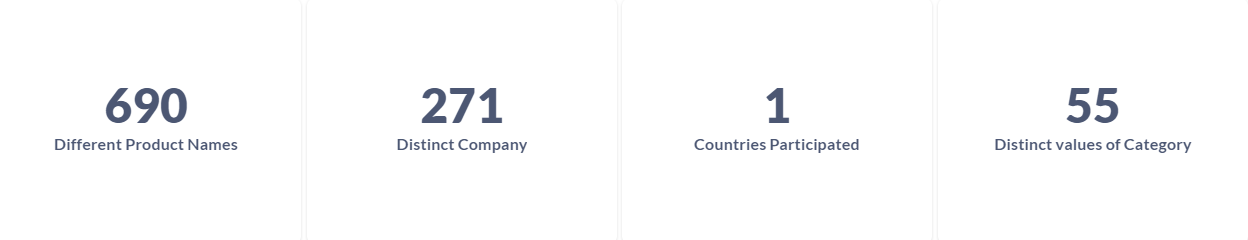 690
Different Product Names
271
Distinct Company
1
Countries Participated
55
Distinct values of Category